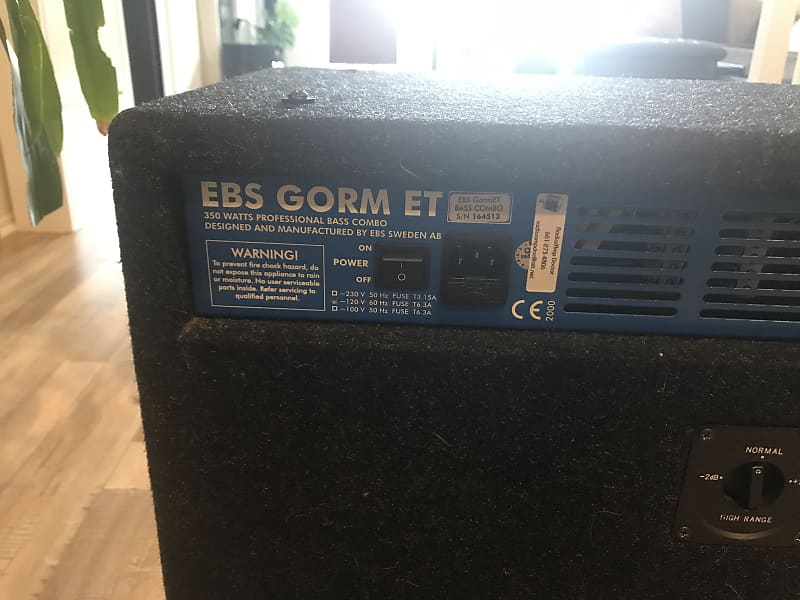 EBS GORM ET
350 WATTS PROFESSIONAL BASS COMBO
DESIGNED AND MANUFACTURED BY EBS SWEDEN AB
EBS GormET
BASS COMBO
S/N 164513
WARNING!
To prevent fire chock hazard, do
not expose this appliance to rain
or moisture. No user serviceable
parts inside. Refer servicing to
qualified personnel.
ON
POWER
OFF
~230 V 50 Hz FUSE T3.15A
~120 V 60 Hz FUSE T6.3A
~100 V 50 Hz FUSE T6.3A
CE
2000
661 873-4806
NORMAL
-2dB
HIGH RANGE